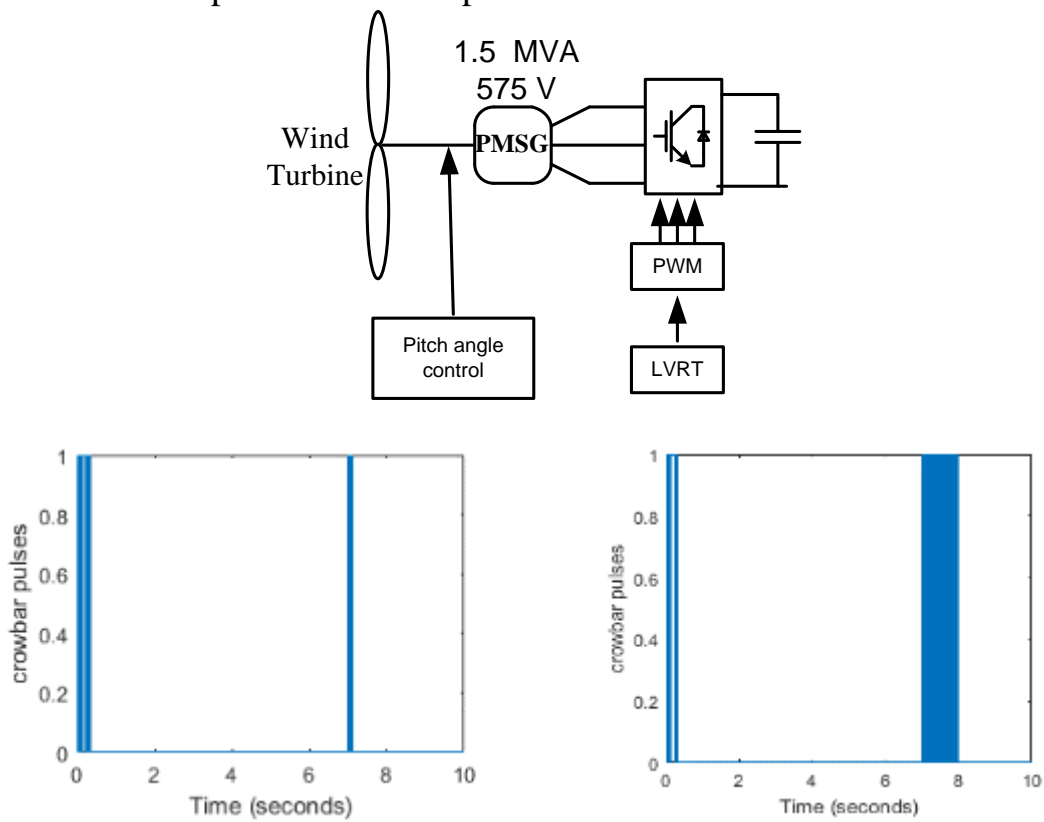 1.5 MVA
575 V
Wind
Turbine
PMSG
PWM
Pitch angle
control
LVRT
1
0.8
0.6
0.4
0.2
0
crowbar pulses
0 2 4 6 8 10
Time (seconds)
1
0.8
0.6
0.4
0.2
0
crowbar pulses
0 2 4 6 8 10
Time (seconds)